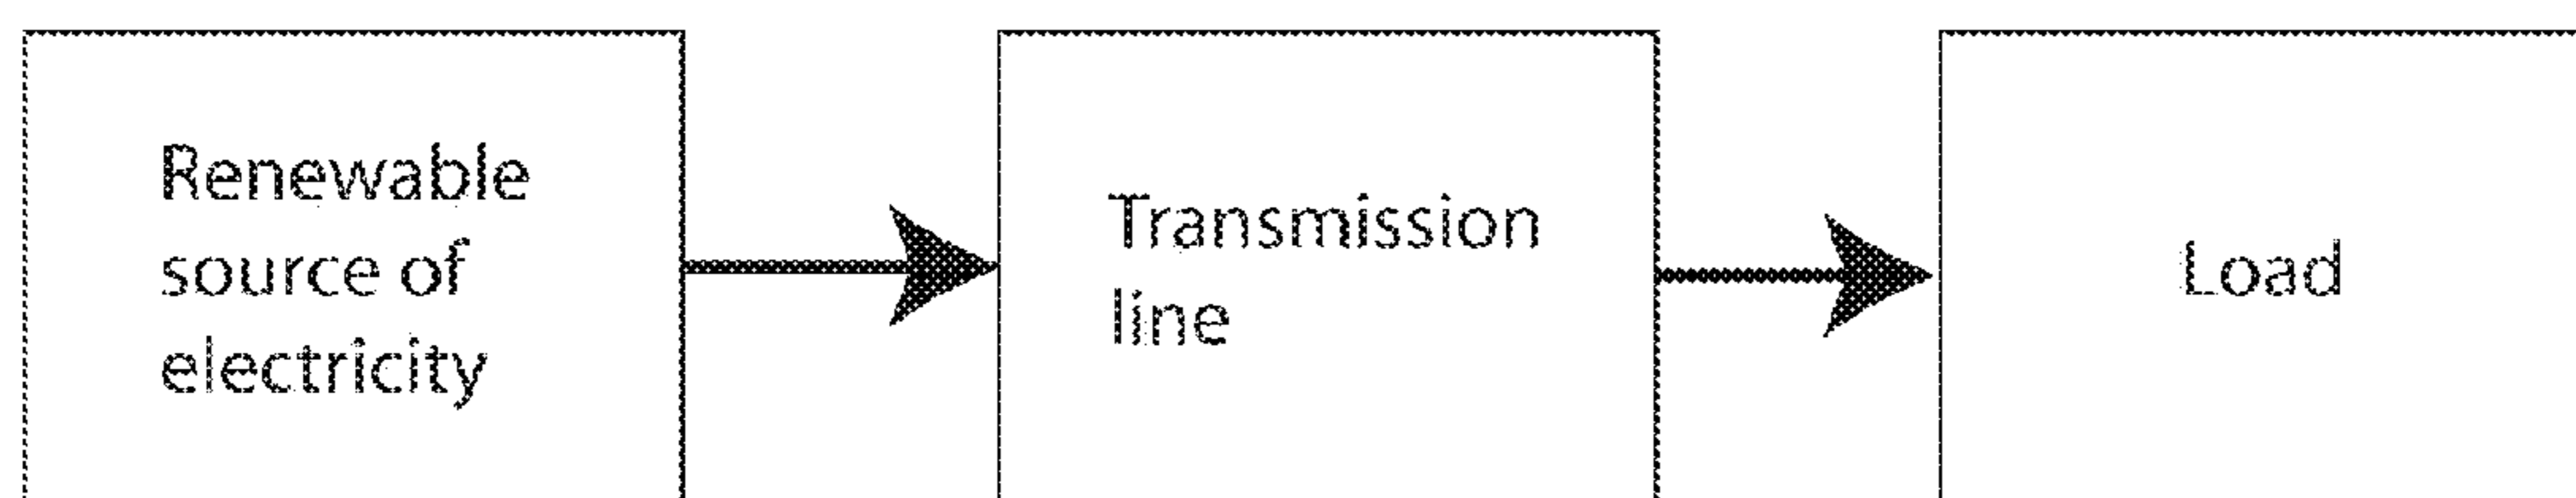 Renewable
source of
electricity
Transmission
line
Load